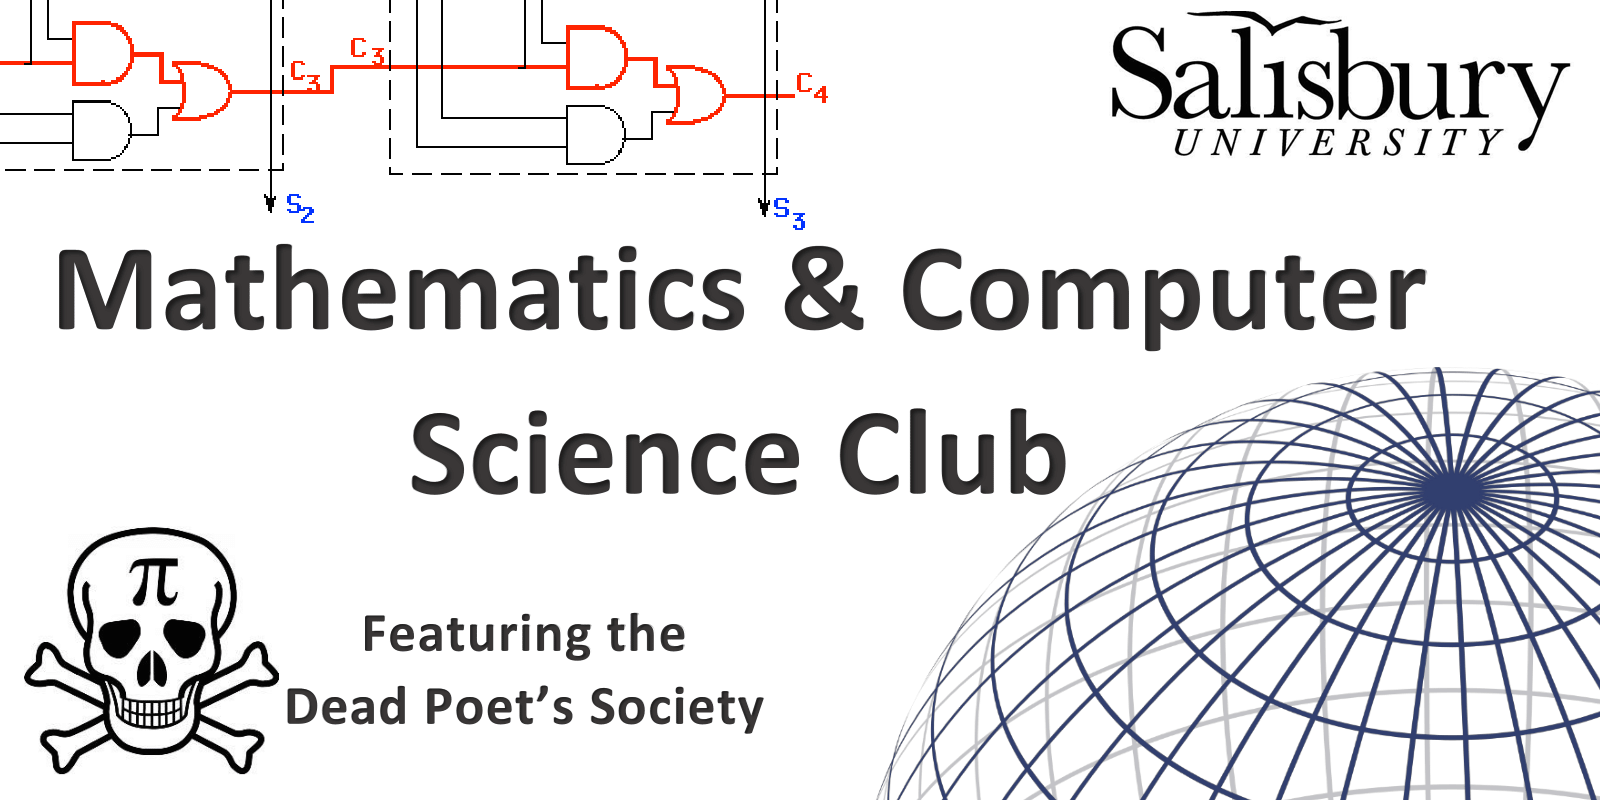 C3
C3
C4
S2
S3
Salisbury
UNIVERSITY
Mathematics & Computer
Science Club
π
Featuring the
Dead Poet’s Society